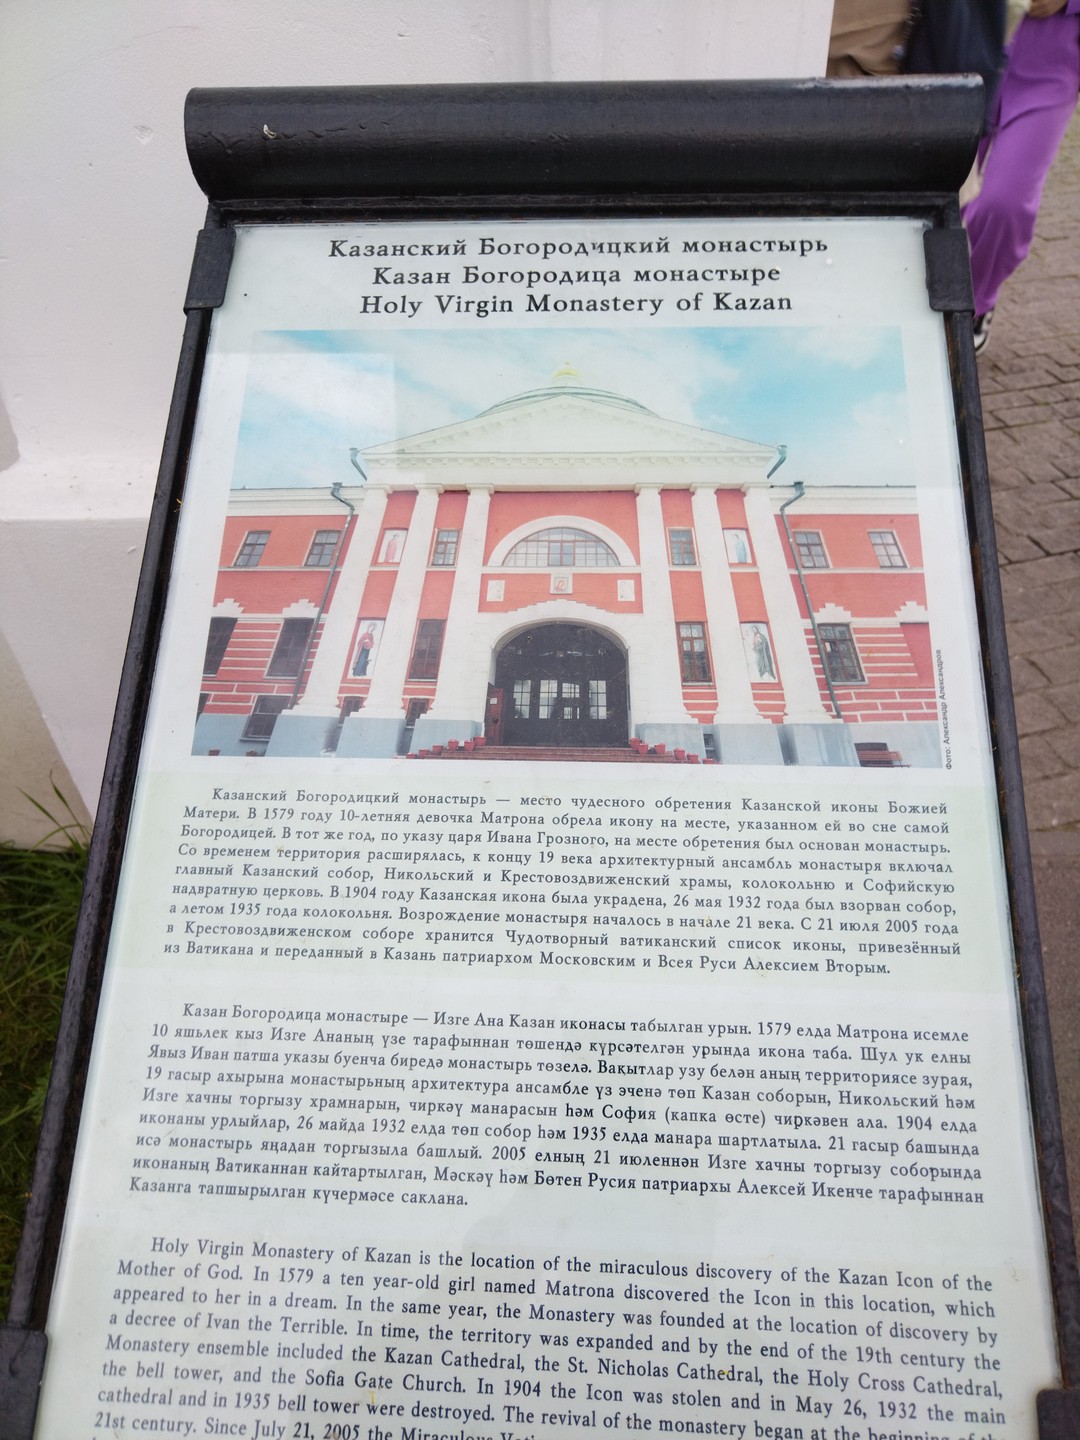 Казанский Богородицкий монастырь
Казан Богородица монастыре
Holy Virgin Monastery of Kazan
Фото: Александр Александров
Казанский Богородицкий монастырь — место чудесного обретения Казанской иконы Божией
Матери. В 1579 году 10-летняя девочка Матрона обрела икону на месте, указанном ей во сне самой
Богородицей. В тот же год, по указу царя Ивана Грозного, на месте обретения был основан монастырь.
Со временем территория расширялась, к концу 19 века архитектурный ансамбль монастыря включал
главный Казанский собор, Никольский и Крестовоздвиженский храмы, колокольню и Софийскую
надвратную церковь. В 1904 году Казанская икона была украдена, 26 мая 1932 года был взорван собор,
а летом 1935 года колокольня. Возрождение монастыря началось в начале 21 века. С 21 июля 2005 года
в Крестовоздвиженском соборе хранится Чудотворный ватиканский список иконы, привезённый
из Ватикана и переданный в Казань патриархом Московским и Всея Руси Алексием Вторым.
Казан Богородица монастыре — Изге Ана Казан иконасы табылган урын. 1579 елда Матрона исемле
10 яшьлек кыз Изге Ананың үзе тарафыннан төшендә күрсәтелгән урында икона таба. Шул ук елны
Явыз Иван патша указы буенча биредә монастырь төзелә. Вакытлар узу белән аның территориясе зурая,
19 гасыр ахырына монастырьның архитектура ансамбле үз эченә төп Казан соборын, Никольский һәм
Изге хачны торгызу храмнарын, чиркәү манарасын һәм София (капка өсте) чиркәвен ала. 1904 елда
иконаны урлыйлар, 26 майда 1932 елда төп собор һәм 1935 елда манара шартлатыла. 21 гасыр башында
исә монастырь яңадан торгызыла башлый. 2005 елның 21 июленнән Изге хачны торгызу соборында
иконаның Ватиканнан кайтартылган, Мәскәү һәм Бөтен Русия патриархы Алексей Икенче тарафыннан
Казанга тапшырылган күчермәсе саклана.
Holy Virgin Monastery of Kazan is the location of the miraculous discovery of the Kazan Icon of the
Mother of God. In 1579 a ten year-old girl named Matrona discovered the Icon in this location, which
appeared to her in a dream. In the same year, the Monastery was founded at the location of discovery by
a decree of Ivan the Terrible. In time, the territory was expanded and by the end of the 19th century the
Monastery ensemble included the Kazan Cathedral, the St. Nicholas Cathedral, the Holy Cross Cathedral,
the bell tower, and the Sofia Gate Church. In 1904 the Icon was stolen and in May 26, 1932 the main
cathedral and in 1935 bell tower were destroyed. The revival of the monastery began at the beginning of the
21st century. Since July 21, 2005 the Miraculous